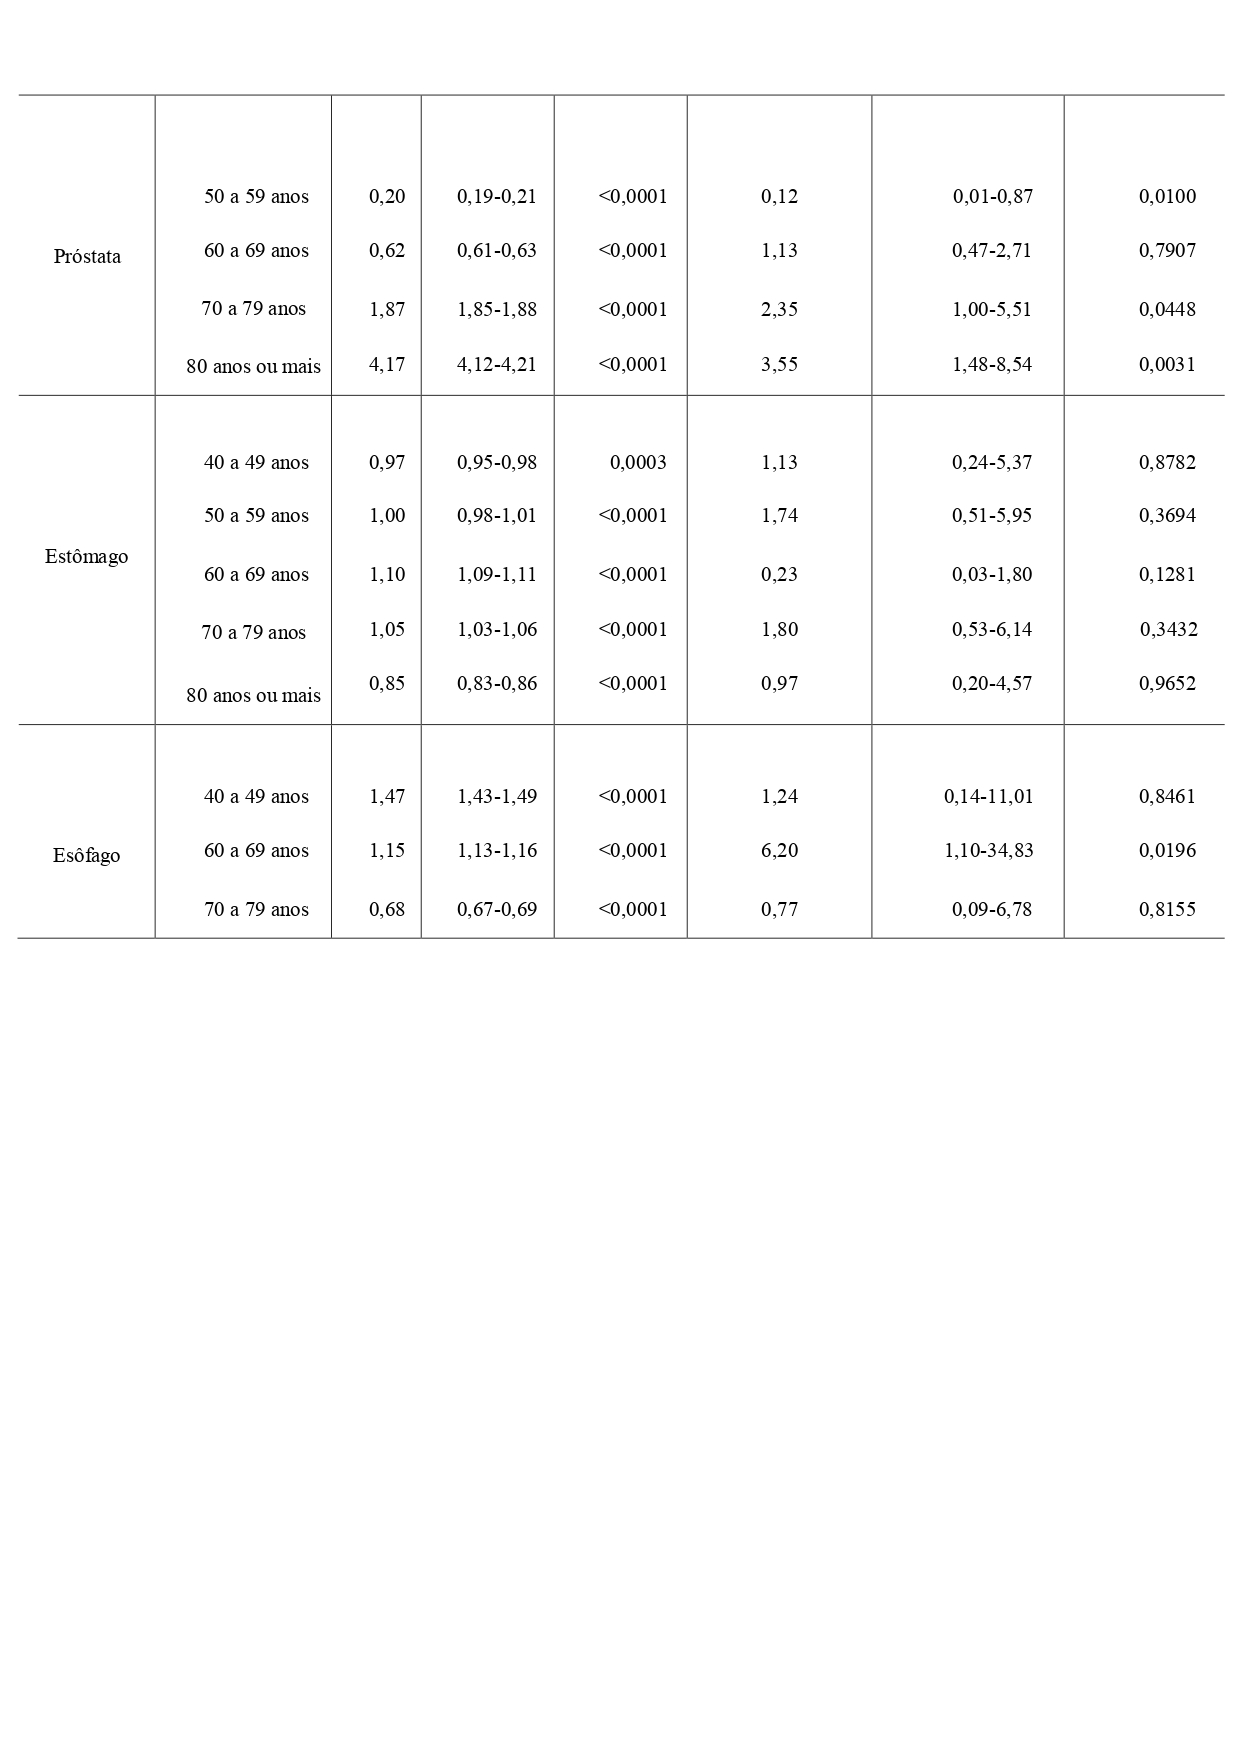 50 a 59 anos 0,20 0,19-0,21 <0,0001 0,12 0,01-0,87 0,0100
60 a 69 anos 0,62 0,61-0,63 <0,0001 1,13 0,47-2,71 0,7907
Próstata
70 a 79 anos 1,87 1,85-1,88 <0,0001 2,35 1,00-5,51 0,0448
80 anos ou mais 4,17 4,12-4,21 <0,0001 3,55 1,48-8,54 0,0031
40 a 49 anos 0,97 0,95-0,98 0,0003 1,13 0,24-5,37 0,8782
50 a 59 anos 1,00 0,98-1,01 <0,0001 1,74 0,51-5,95 0,3694
Estômago
60 a 69 anos 1,10 1,09-1,11 <0,0001 0,23 0,03-1,80 0,1281
70 a 79 anos 1,05 1,03-1,06 <0,0001 1,80 0,53-6,14 0,3432
80 anos ou mais 0,85 0,83-0,86 <0,0001 0,97 0,20-4,57 0,9652
40 a 49 anos 1,47 1,43-1,49 <0,0001 1,24 0,14-11,01 0,8461
60 a 69 anos 1,15 1,13-1,16 <0,0001 6,20 1,10-34,83 0,0196
Esôfago
70 a 79 anos 0,68 0,67-0,69 <0,0001 0,77 0,09-6,78 0,8155